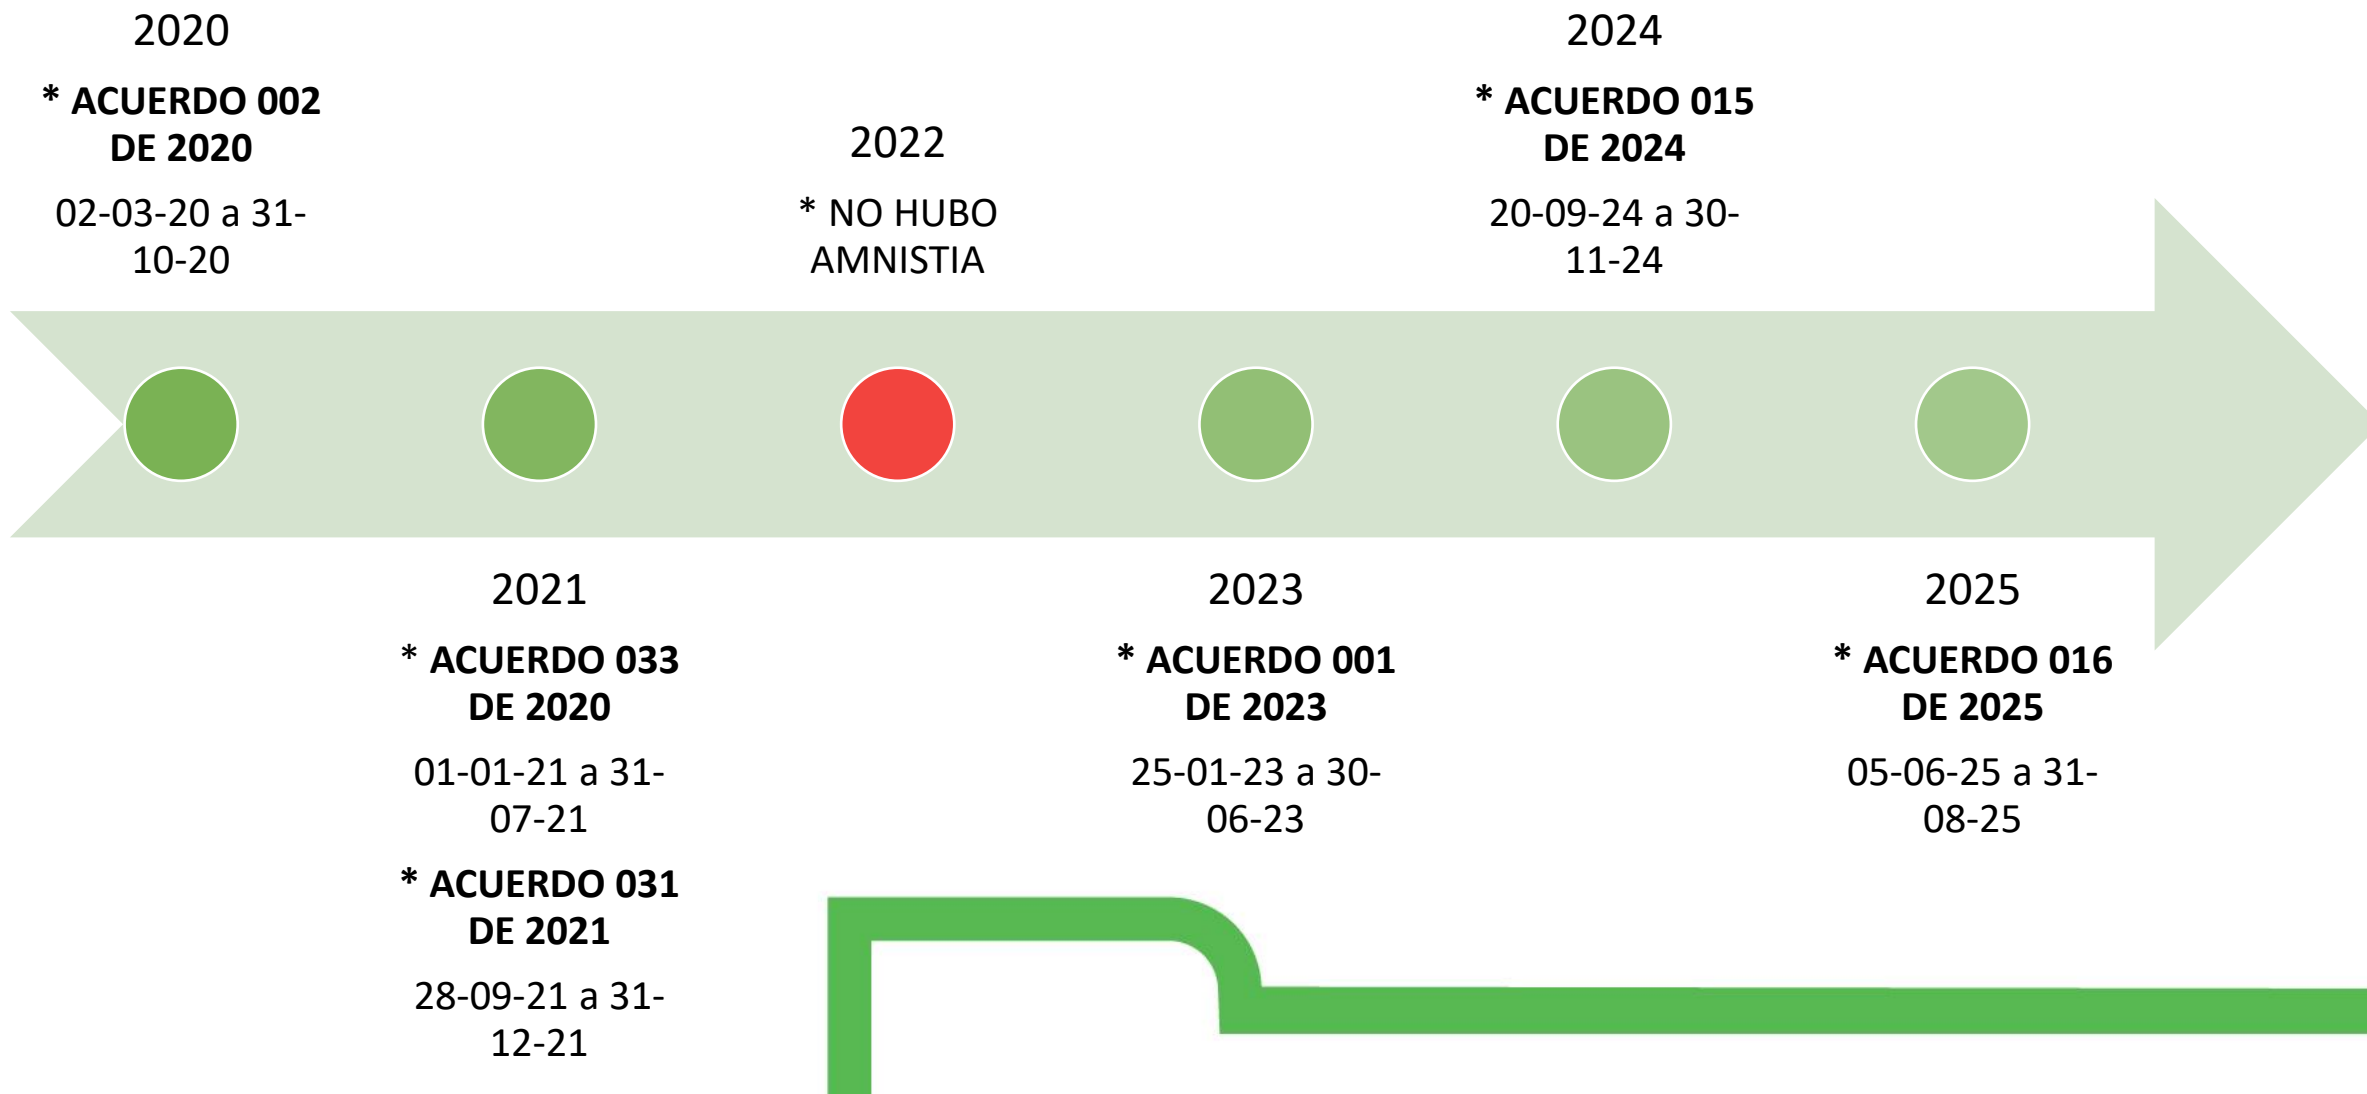 2020
* ACUERDO 002
DE 2020
02-03-20 a 31-
10-20
2021
* ACUERDO 033
DE 2020
01-01-21 a 31-
07-21
* ACUERDO 031
DE 2021
28-09-21 a 31-
12-21
2022
* NO HUBO
AMNISTIA
2023
* ACUERDO 001
DE 2023
25-01-23 a 30-
06-23
2024
* ACUERDO 015
DE 2024
20-09-24 a 30-
11-24
2025
* ACUERDO 016
DE 2025
05-06-25 a 31-
08-25